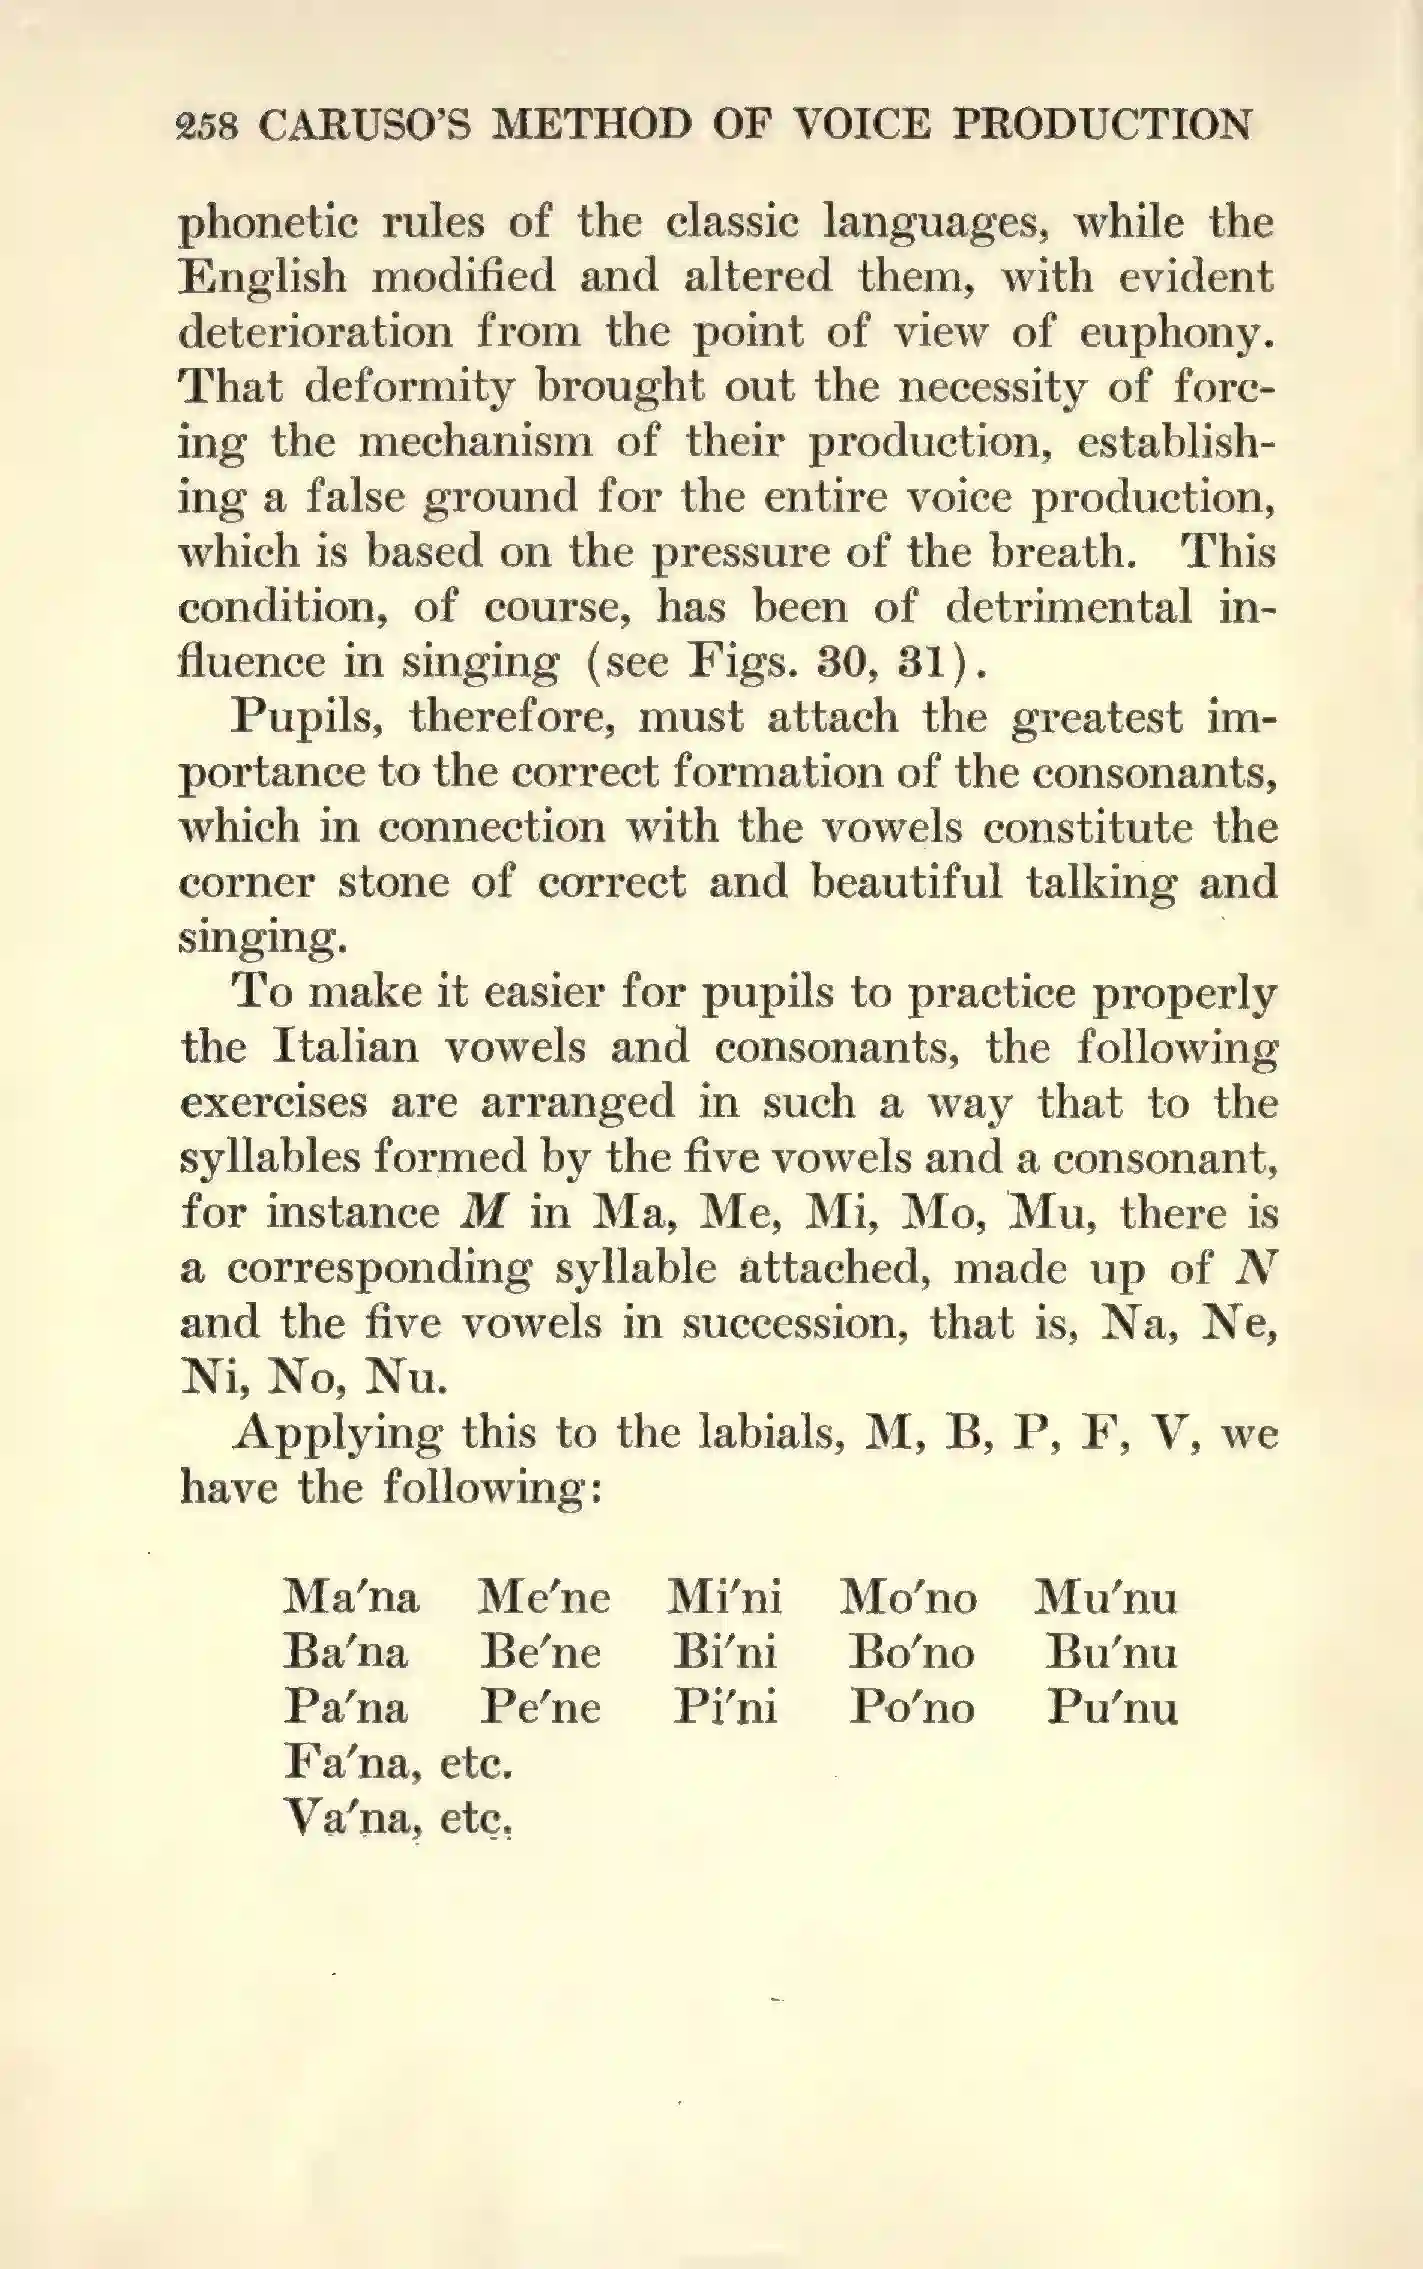 258 CARUSO'S METHOD OF VOICE PRODUCTION
phonetic rules of the classic languages, while the
English modified and altered them, with evident
deterioration from the point of view of euphony.
That deformity brought out the necessity of forc-
ing the mechanism of their production, establish-
ing a false ground for the entire voice production,
which is based on the pressure of the breath. This
condition, of course, has been of detrimental in-
fluence in singing (see Figs. 30, 31).
Pupils, therefore, must attach the greatest im-
portance to the correct formation of the consonants,
which in connection with the vowels constitute the
corner stone of correct and beautiful talking and
singing.
To make it easier for pupils to practice properly
the Italian vowels and consonants, the following
exercises are arranged in such a way that to the
syllables formed by the five vowels and a consonant,
for instance M in Ma, Me, Mi, Mo, Mu, there is
a corresponding syllable attached, made up of N
and the five vowels in succession, that is, Na, Ne,
Ni, No, Nu.
Applying this to the labials, M, B, P, F, V, we
have the following:
Ma'na Me'ne Mi'ni Mo'no Mu'nu
Ba'na Be'ne Bi'ni Bo'no Bu'nu
Pa'na Pe'ne Pi'ni Po'no Pu'nu
Fa'na, etc.
Va'na, etc.